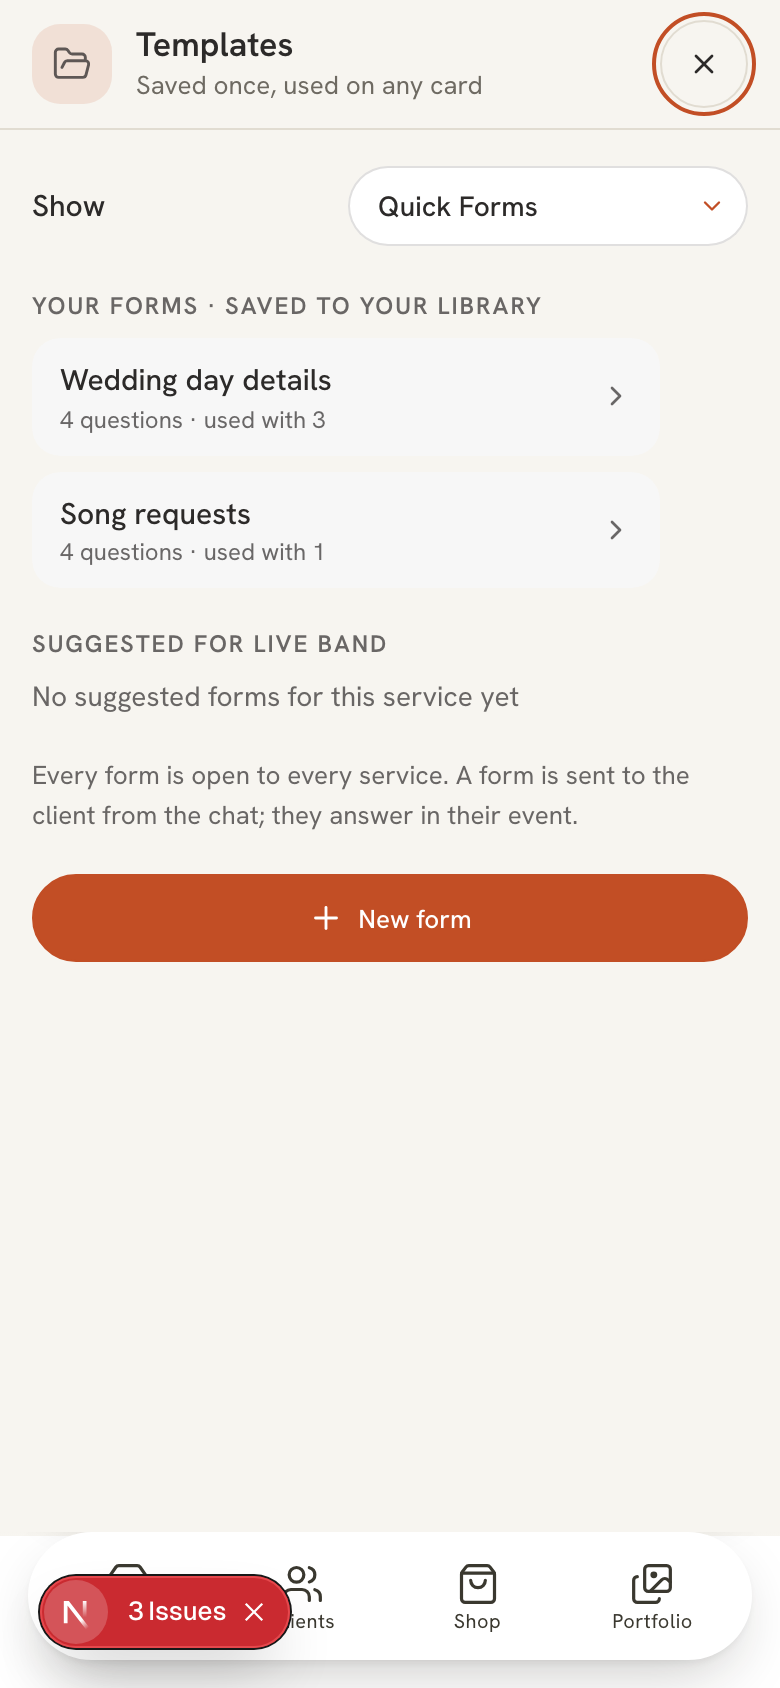 Templates
Saved once, used on any card
Show
Quick Forms
YOUR FORMS · SAVED TO YOUR LIBRARY
Wedding day details
4 questions · used with 3
Song requests
4 questions · used with 1
SUGGESTED FOR LIVE BAND
No suggested forms for this service yet
Every form is open to every service. A form is sent to the
client from the chat; they answer in their event.
New form
N 3 Issues
ients
Shop
Portfolio